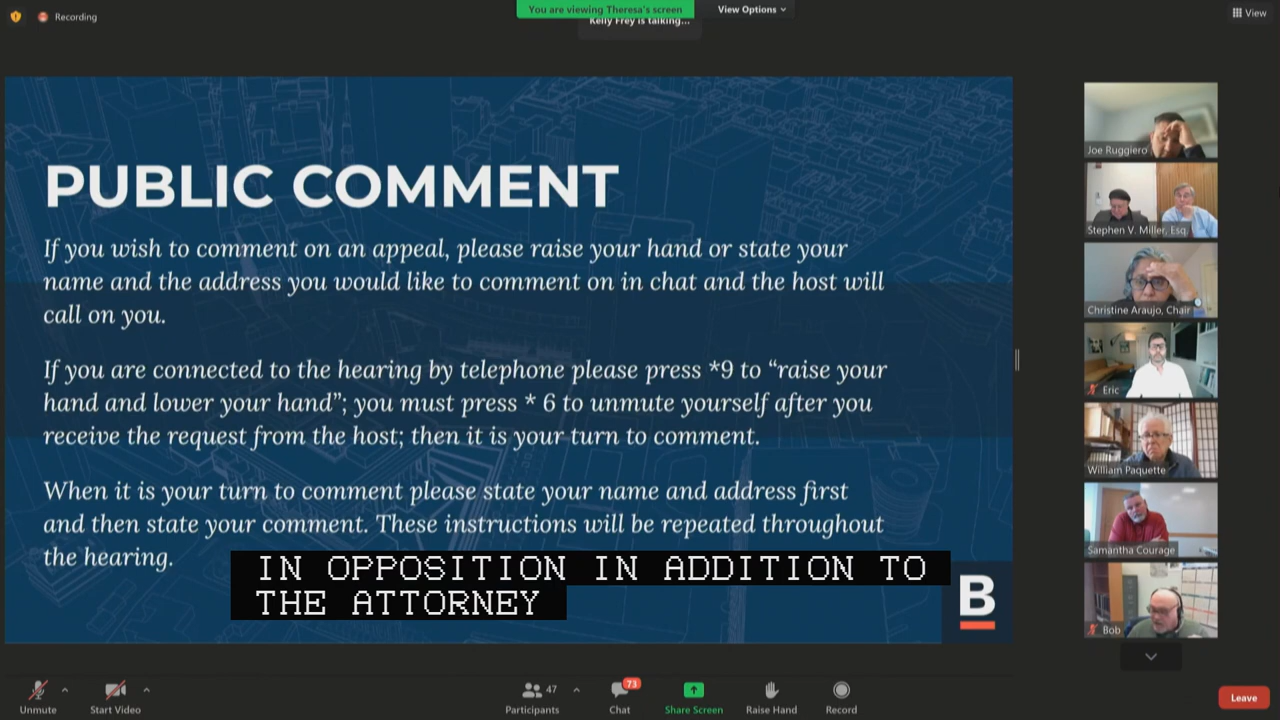 Recording
You are viewing Theresa's screen
View Options
Kelly Frey is talking...
View
PUBLIC COMMENT
If you wish to comment on an appeal, please raise your hand or state your
name and the address you would like to comment on in chat and the host will
call on you.
If you are connected to the hearing by telephone please press *9 to “raise your
hand and lower your hand”; you must press * 6 to unmute yourself after you
receive the request from the host; then it is your turn to comment.
When it is your turn to comment please state your name and address first
and then state your comment. These instructions will be repeated throughout
the hearing.
IN OPPOSITION IN ADDITION TO
THE ATTORNEY
B
Joe Ruggiero
Stephen V. Miller, Esq.
Christine Araujo, Chair
Eric
William Paquette
Samantha Courage
Bob
Unmute
Start Video
47
Participants
73
Chat
Share Screen
Raise Hand
Record
Leave